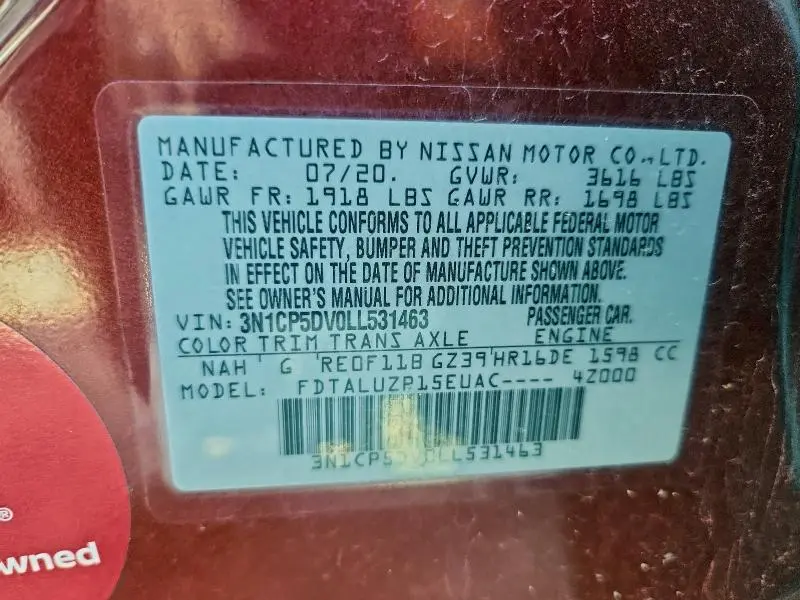 MANUFACTURED BY NISSAN MOTOR CO.,LTD.
DATE: 07/20. GVWR: 3616 LBS
GAWR FR: 1918 LBS GAWR RR: 1698 LBS
THIS VEHICLE CONFORMS TO ALL APPLICABLE FEDERAL MOTOR
VEHICLE SAFETY, BUMPER AND THEFT PREVENTION STANDARDS
IN EFFECT ON THE DATE OF MANUFACTURE SHOWN ABOVE.
SEE OWNER'S MANUAL FOR ADDITIONAL INFORMATION.
VIN: 3N1CP5DV0LL531463 PASSENGER CAR.
COLOR TRIM TRANS AXLE ENGINE
NAH G RE0F11B GZ39 HR16DE 1598 CC
MODEL: FDTALUZP15EUAC---- 4Z000
3N1CP5DV0LL531463
®
wned